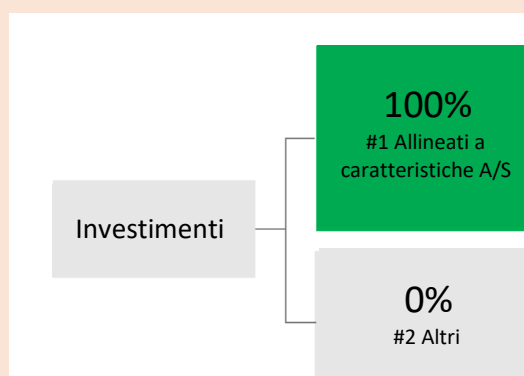 100%
#1 Allineati a
caratteristiche A/S
Investimenti
0%
#2 Altri